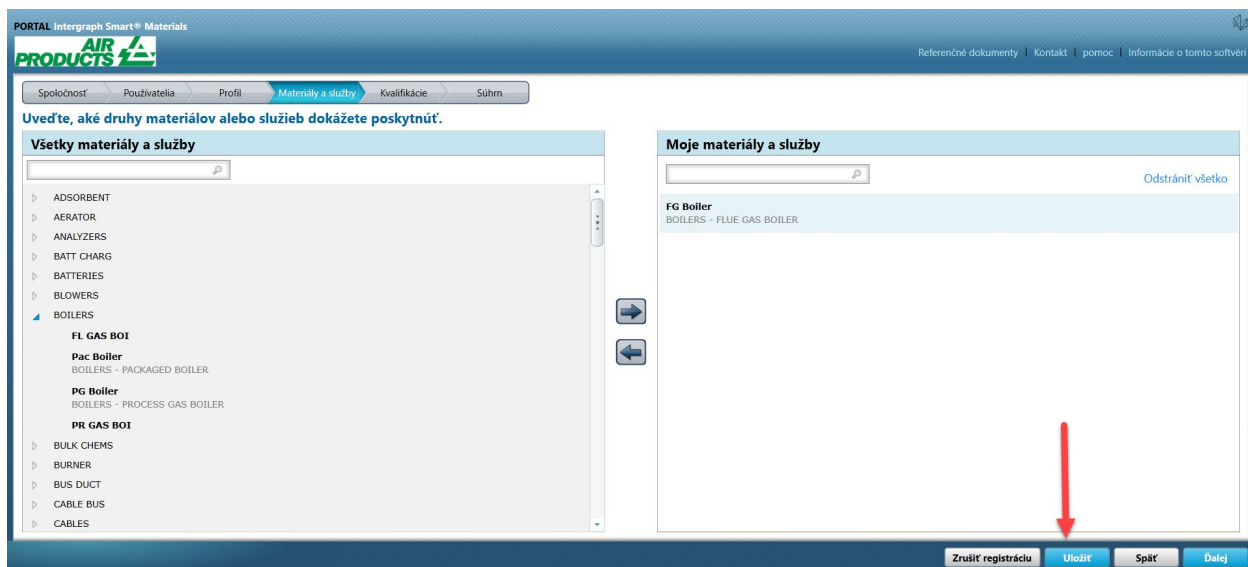 PORTAL Intergraph Smart® Materials
AIR
PRODUCTS
Referenčné dokumenty | Kontakt | pomoc | Informácie o tomto softvéri
Spoločnosť Používatelia Profil Materiály a služby Kvalifikácie Súhrn
Uveďte, aké druhy materiálov alebo služieb dokážete poskytnúť.
Všetky materiály a služby
ADSORBENT
AERATOR
ANALYZERS
BATT CHARG
BATTERIES
BLOWERS
BOILERS
FL GAS BOI
Pac Boiler
BOILERS - PACKAGED BOILER
PG Boiler
BOILERS - PROCESS GAS BOILER
PR GAS BOI
BULK CHEMS
BURNER
BUS DUCT
CABLE BUS
CABLES
Moje materiály a služby
Odstrániť všetko
FG Boiler
BOILERS - FLUE GAS BOILER
Zrušiť registráciu Uložiť Späť Ďalej